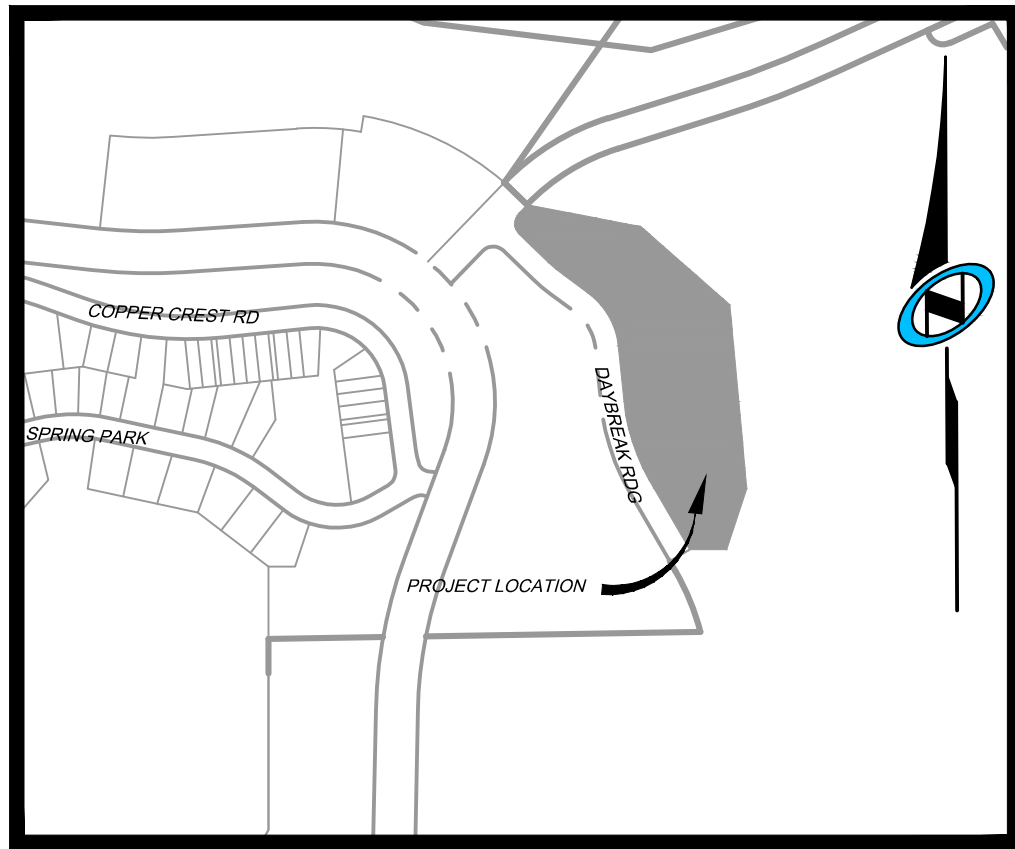 COPPER CREST RD
DAYBREAK RDG
SPRING PARK
PROJECT LOCATION
N